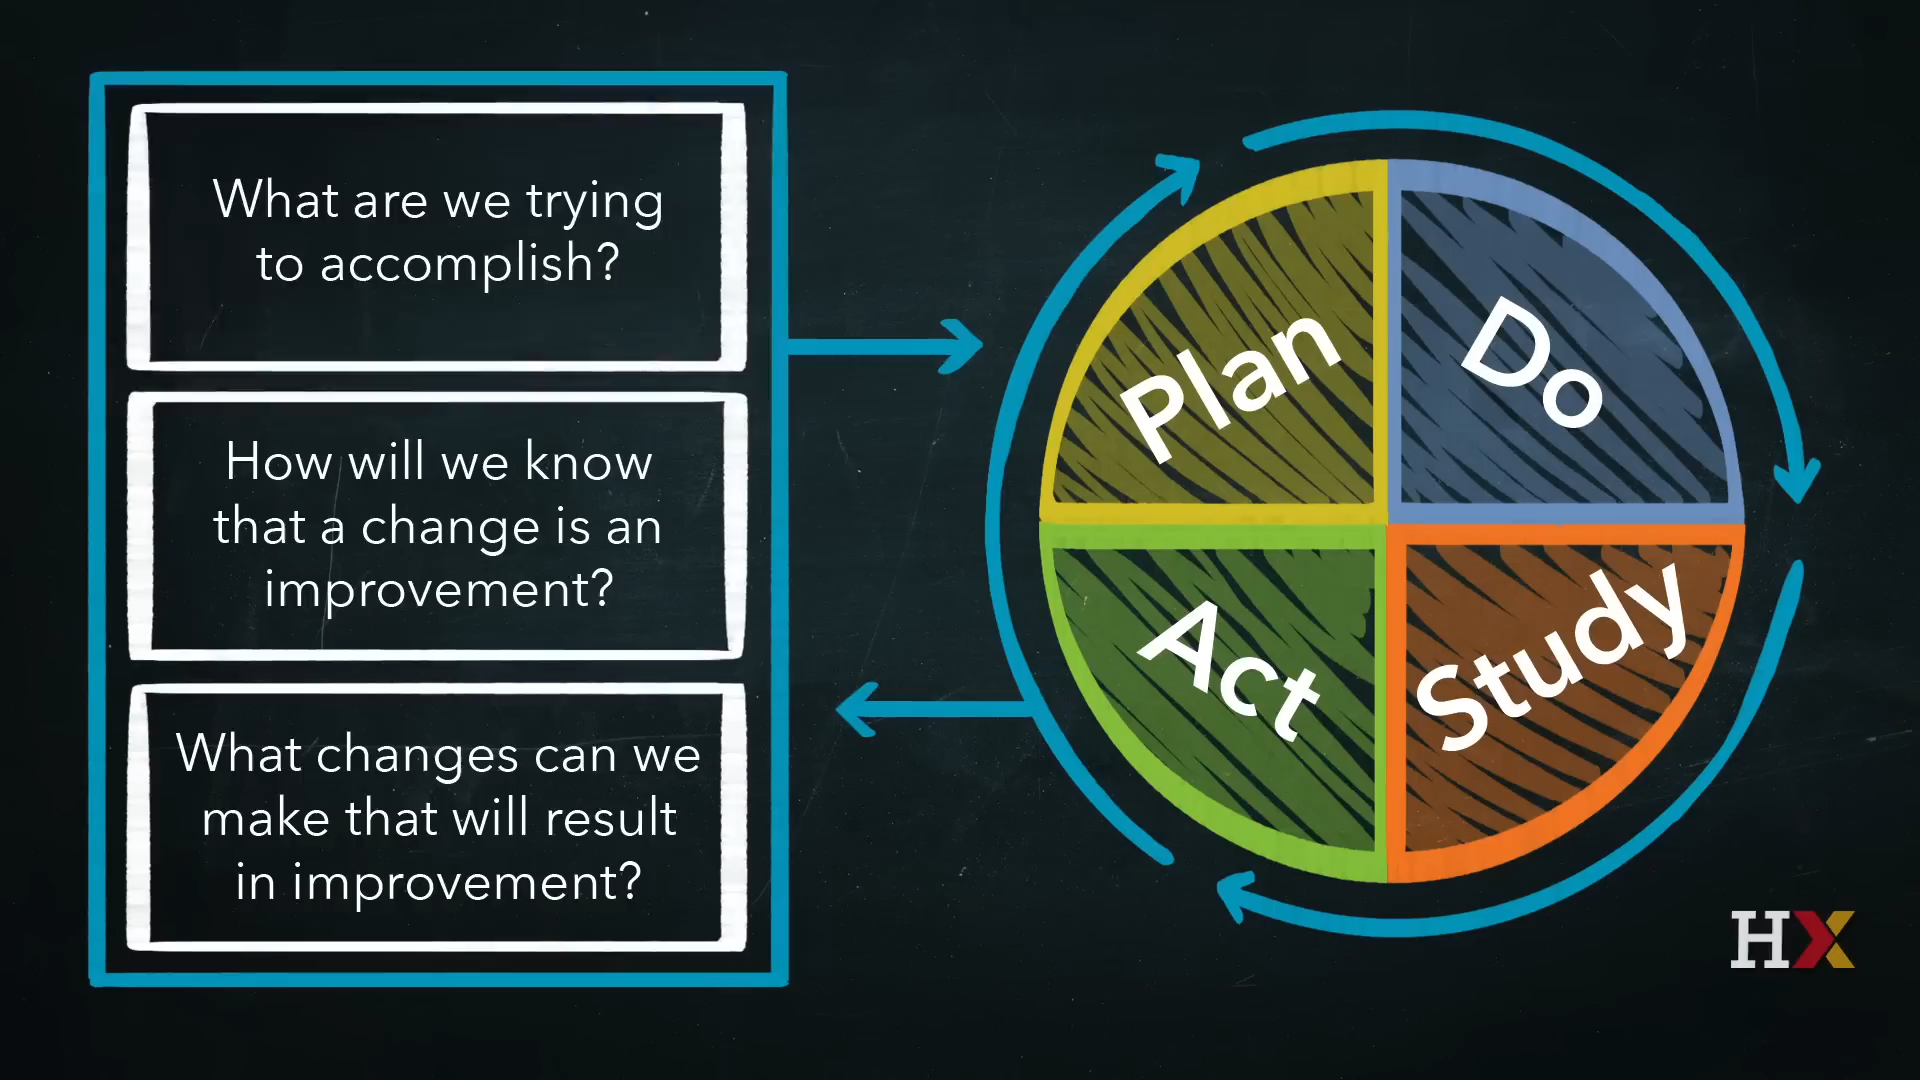 What are we trying
to accomplish?
How will we know
that a change is an
improvement?
What changes can we
make that will result
in improvement?
Plan
Do
Act
Study
HX